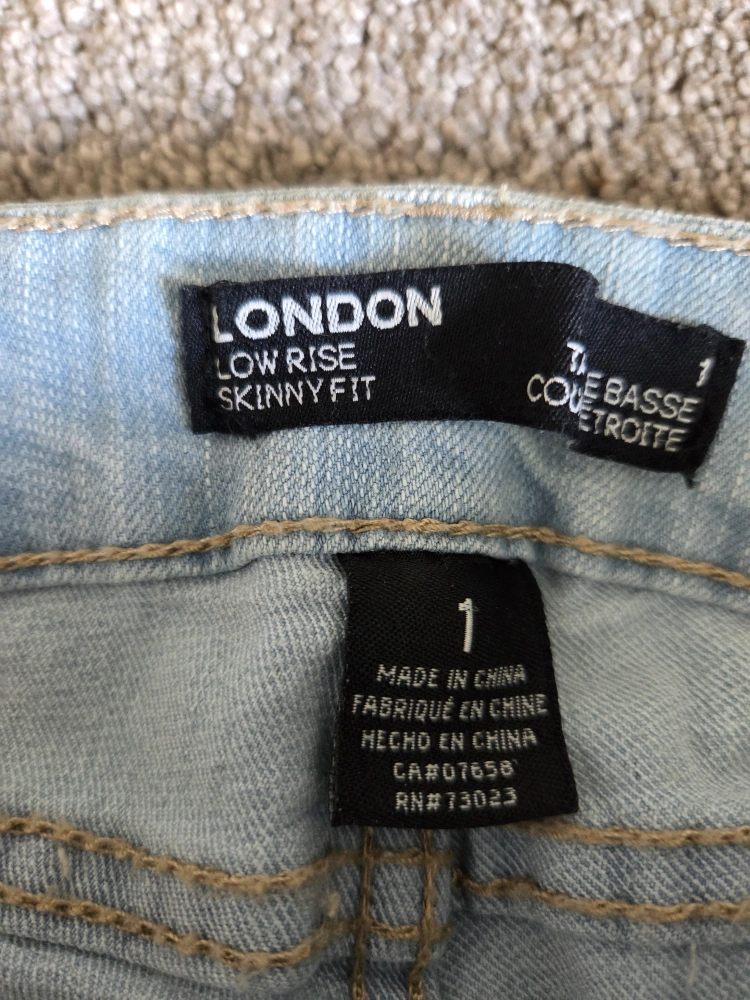 LONDON
LOW RISE
SKINNY FIT
1
E BASSE
ETROITE
1
MADE IN CHINA
FABRIQUÉ EN CHINE
HECHO EN CHINA
CA#07658
RN#73023